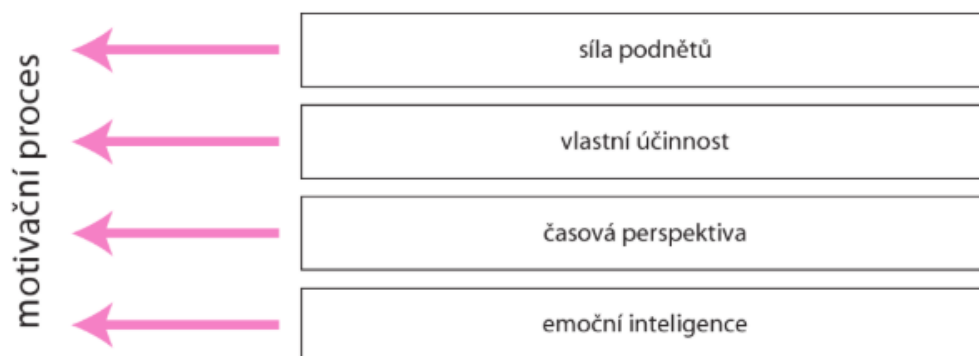 motivační proces
síla podnětů
vlastní účinnost
časová perspektiva
emoční inteligence